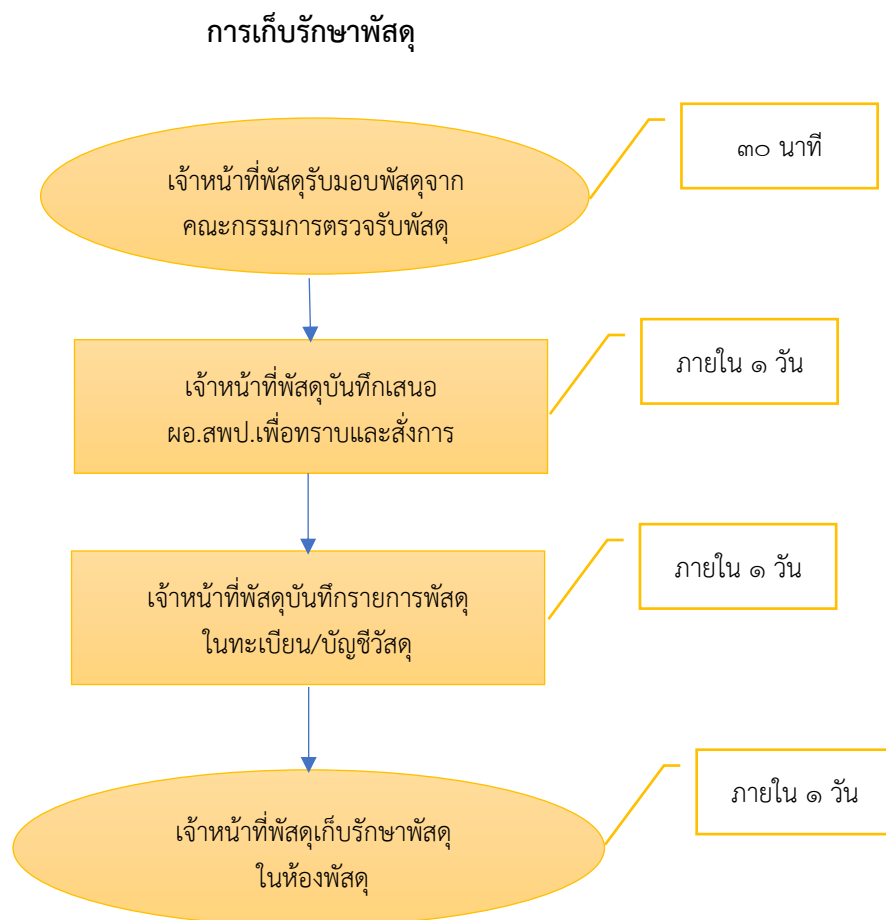 การเก็บรักษาพัสดุ
เจ้าหน้าที่พัสดุรับมอบพัสดุจาก
คณะกรรมการตรวจรับพัสดุ
๓๐ นาที
เจ้าหน้าที่พัสดุบันทึกเสนอ
ผอ.สพป.เพื่อทราบและสั่งการ
ภายใน ๑ วัน
เจ้าหน้าที่พัสดุบันทึกรายการพัสดุ
ในทะเบียน/บัญชีวัสดุ
ภายใน ๑ วัน
เจ้าหน้าที่พัสดุเก็บรักษาพัสดุ
ในห้องพัสดุ
ภายใน ๑ วัน